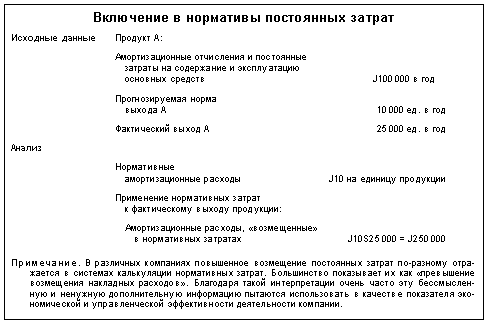 Включение в нормативы постоянных затрат
Исходные данные Продукт А:
Амортизационные отчисления и постоянные
затраты на содержание и эксплуатацию
основных средств J100 000 в год
Прогнозируемая норма
выхода А 10 000 ед. в год
Фактический выход А 25 000 ед. в год
Анализ
Нормативные
амортизационные расходы J10 на единицу продукции
Применение нормативных затрат
к фактическому выходу продукции:
Амортизационные расходы, «возмещенные»
в нормативных затратах J10S25 000 = J250 000
Примечание. В различных компаниях повышенное возмещение постоянных затрат по-разному отра-
жается в системах калькуляции нормативных затрат. Большинство показывает их как «превышение
возмещения накладных расходов». Благодаря такой интерпретации очень часто эту бессмыслен-
ную и ненужную дополнительную информацию пытаются использовать в качестве показателя эко-
номической и управленческой эффективности деятельности компании.